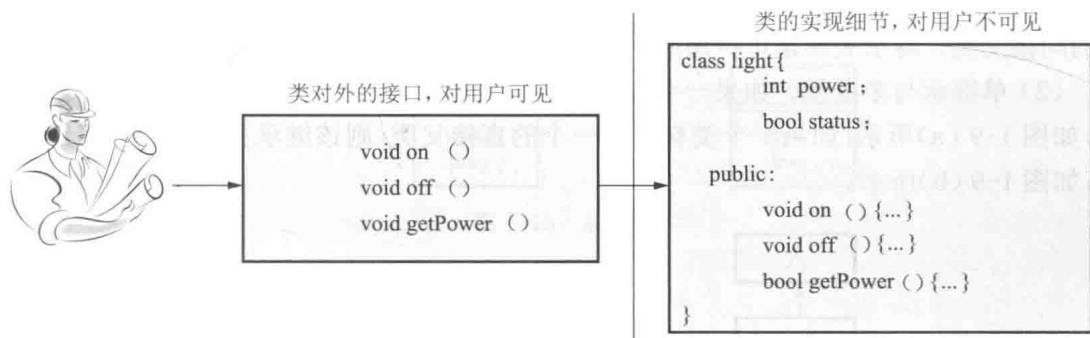 类的实现细节,对用户不可见
类对外的接口,对用户可见
void on ()
void off ()
void getPower ()
class light{
int power;
bool status;
public:
void on (){...}
void off (){...}
bool getPower (){...}
}